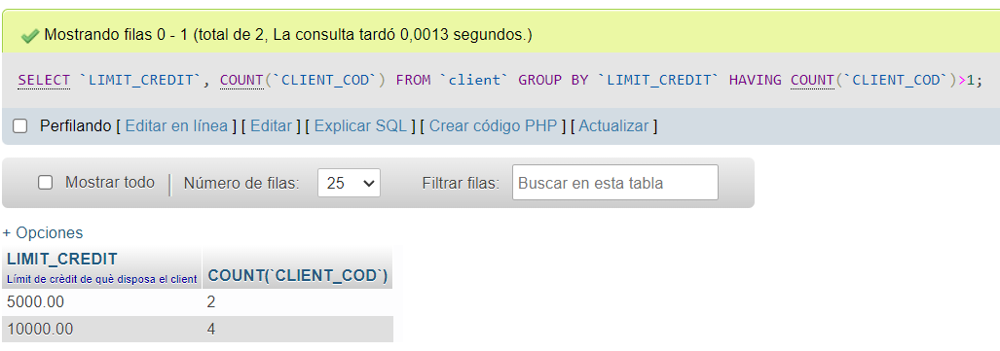 Mostrando filas 0 - 1 (total de 2, La consulta tardó 0,0013 segundos.)
SELECT `LIMIT_CREDIT`, COUNT(`CLIENT_COD`) FROM `client` GROUP BY `LIMIT_CREDIT` HAVING COUNT(`CLIENT_COD`)>1;
Perfilando [ Editar en línea ] [ Editar ] [ Explicar SQL ] [ Crear código PHP ] [ Actualizar ]
Mostrar todo | Número de filas: 25 Filtrar filas: Buscar en esta tabla
+ Opciones
LIMIT_CREDIT
Límit de crèdit de què disposa el client COUNT(`CLIENT_COD`)
5000.00 2
10000.00 4